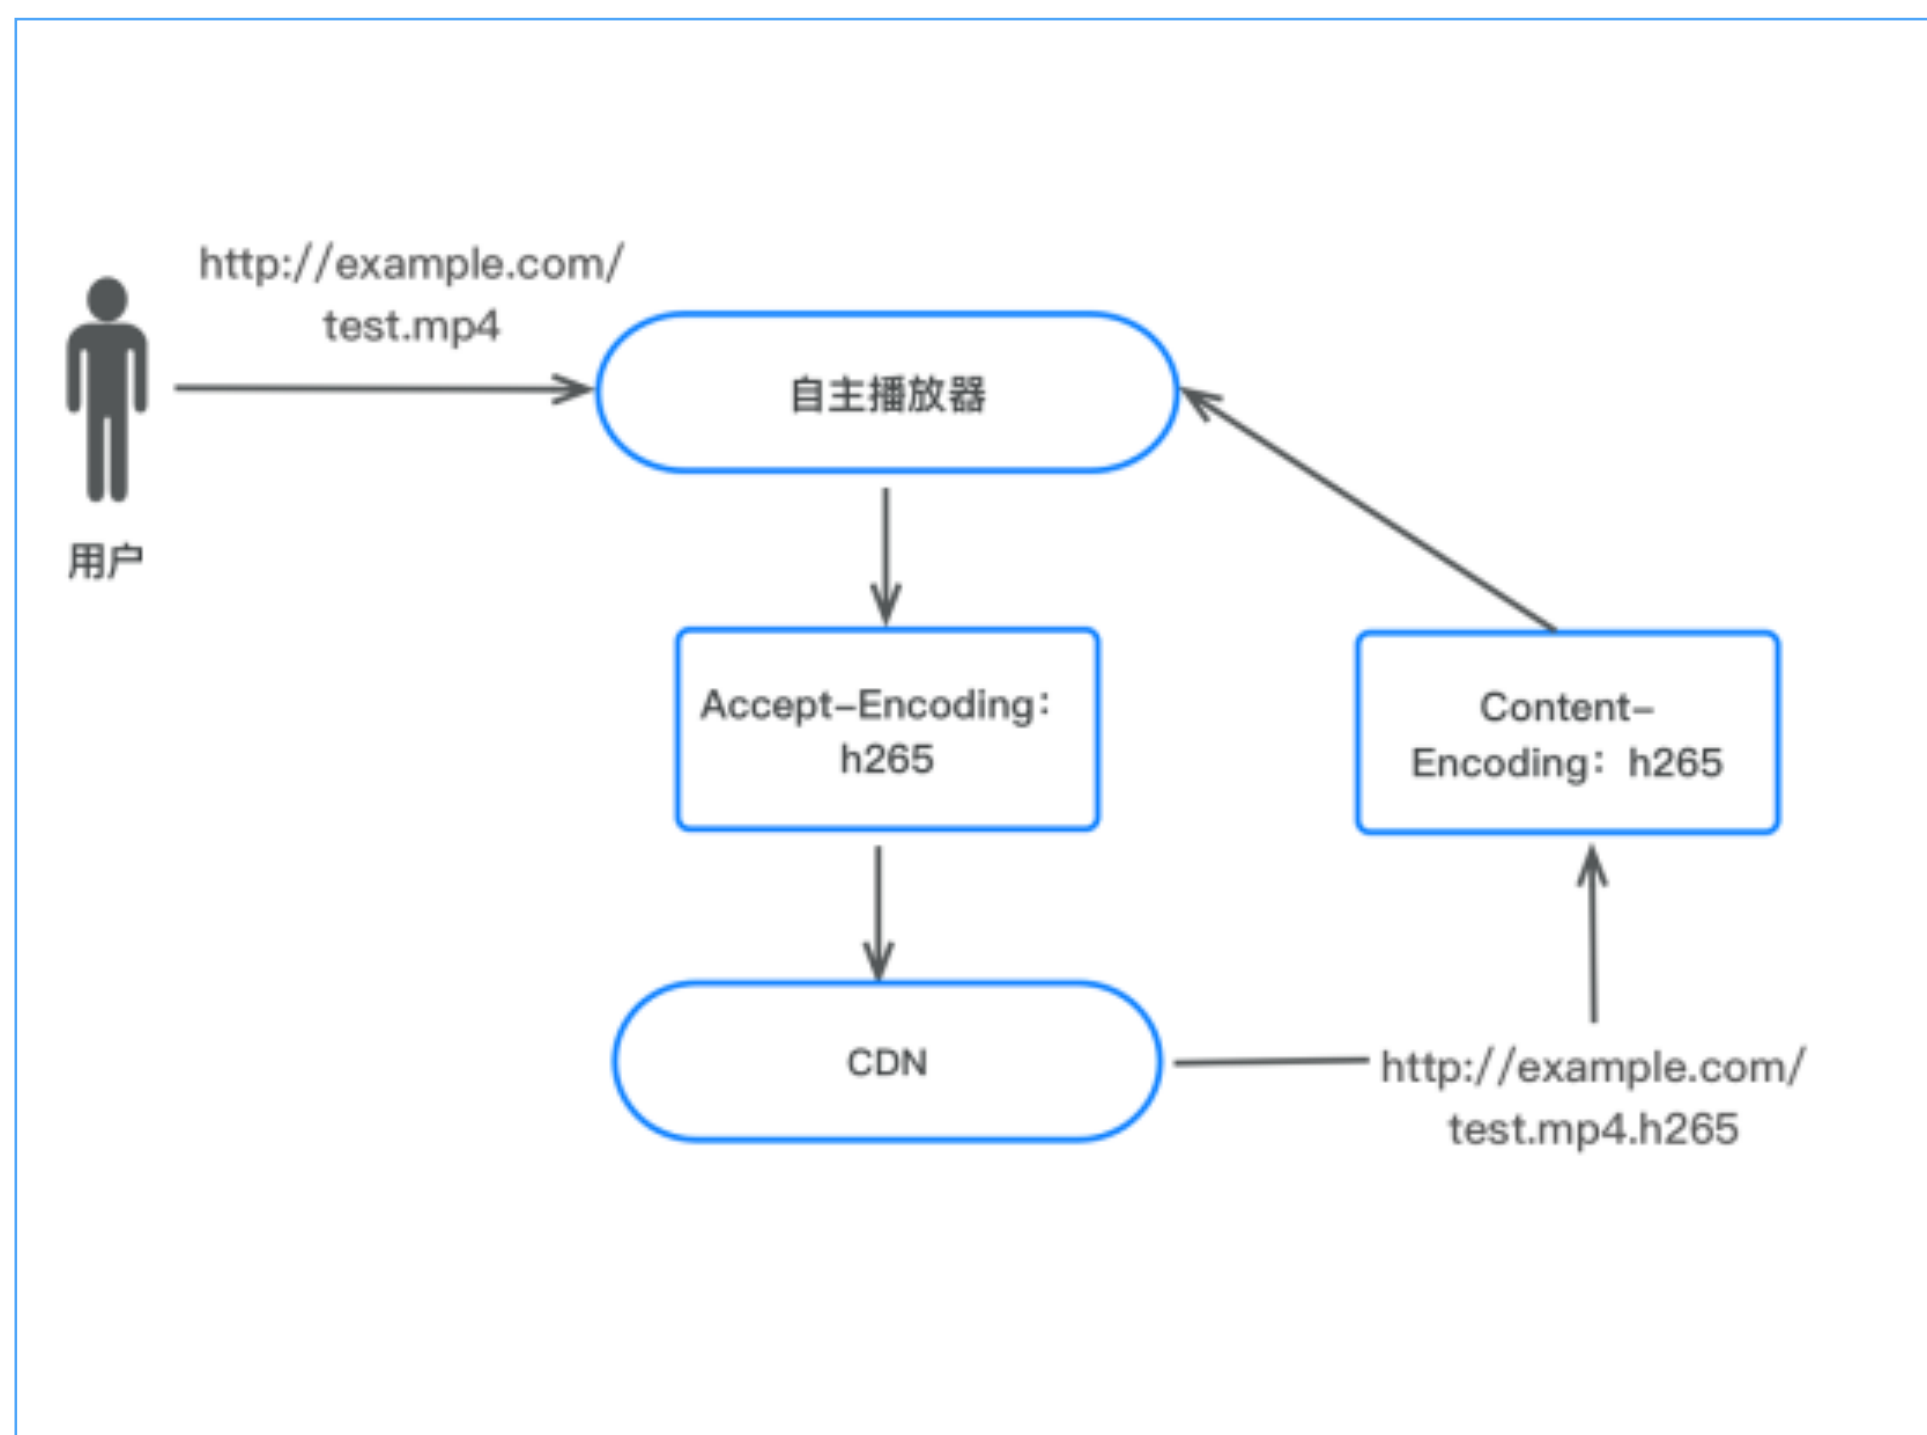 http://example.com/
test.mp4
自主播放器
用户
Accept-Encoding：
h265
Content-
Encoding：h265
CDN
http://example.com/
test.mp4.h265